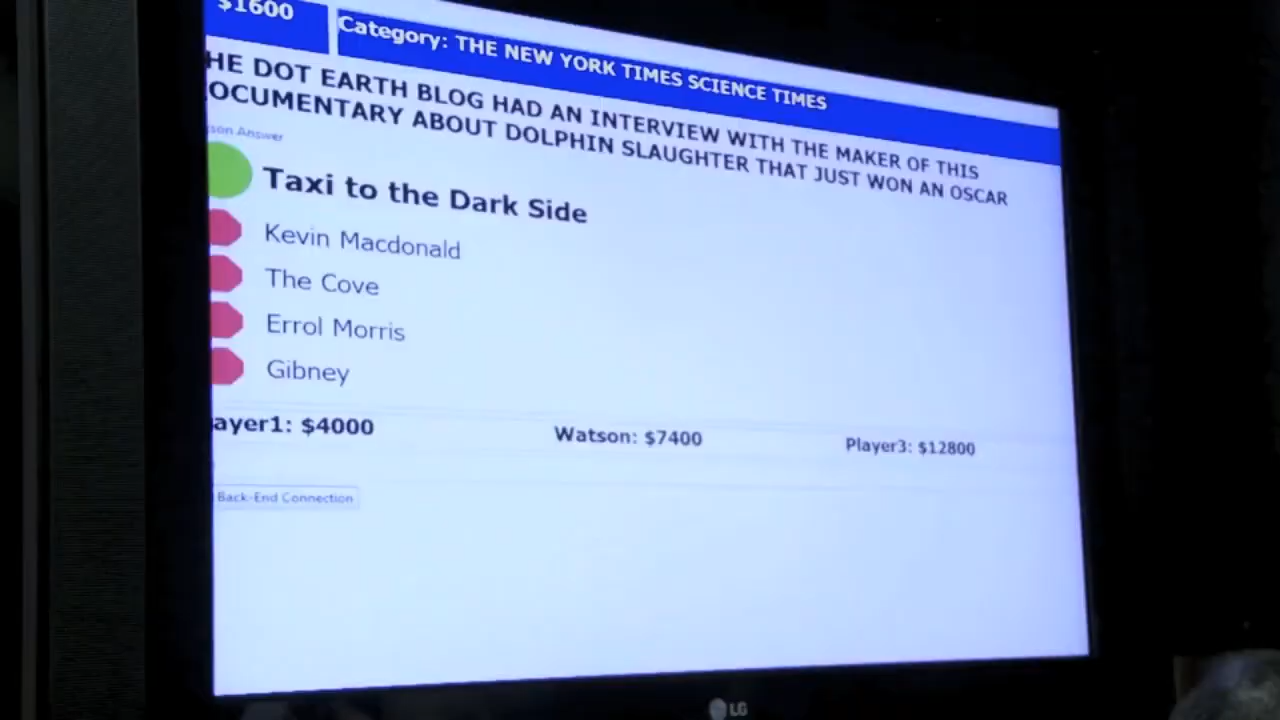 $1600
Category: THE NEW YORK TIMES SCIENCE TIMES
HE DOT EARTH BLOG HAD AN INTERVIEW WITH THE MAKER OF THIS
OCUMENTARY ABOUT DOLPHIN SLAUGHTER THAT JUST WON AN OSCAR
son Answer
Taxi to the Dark Side
Kevin Macdonald
The Cove
Errol Morris
Gibney
ayer1: $4000
Watson: $7400
Player3: $12800
Back-End Connection
LG